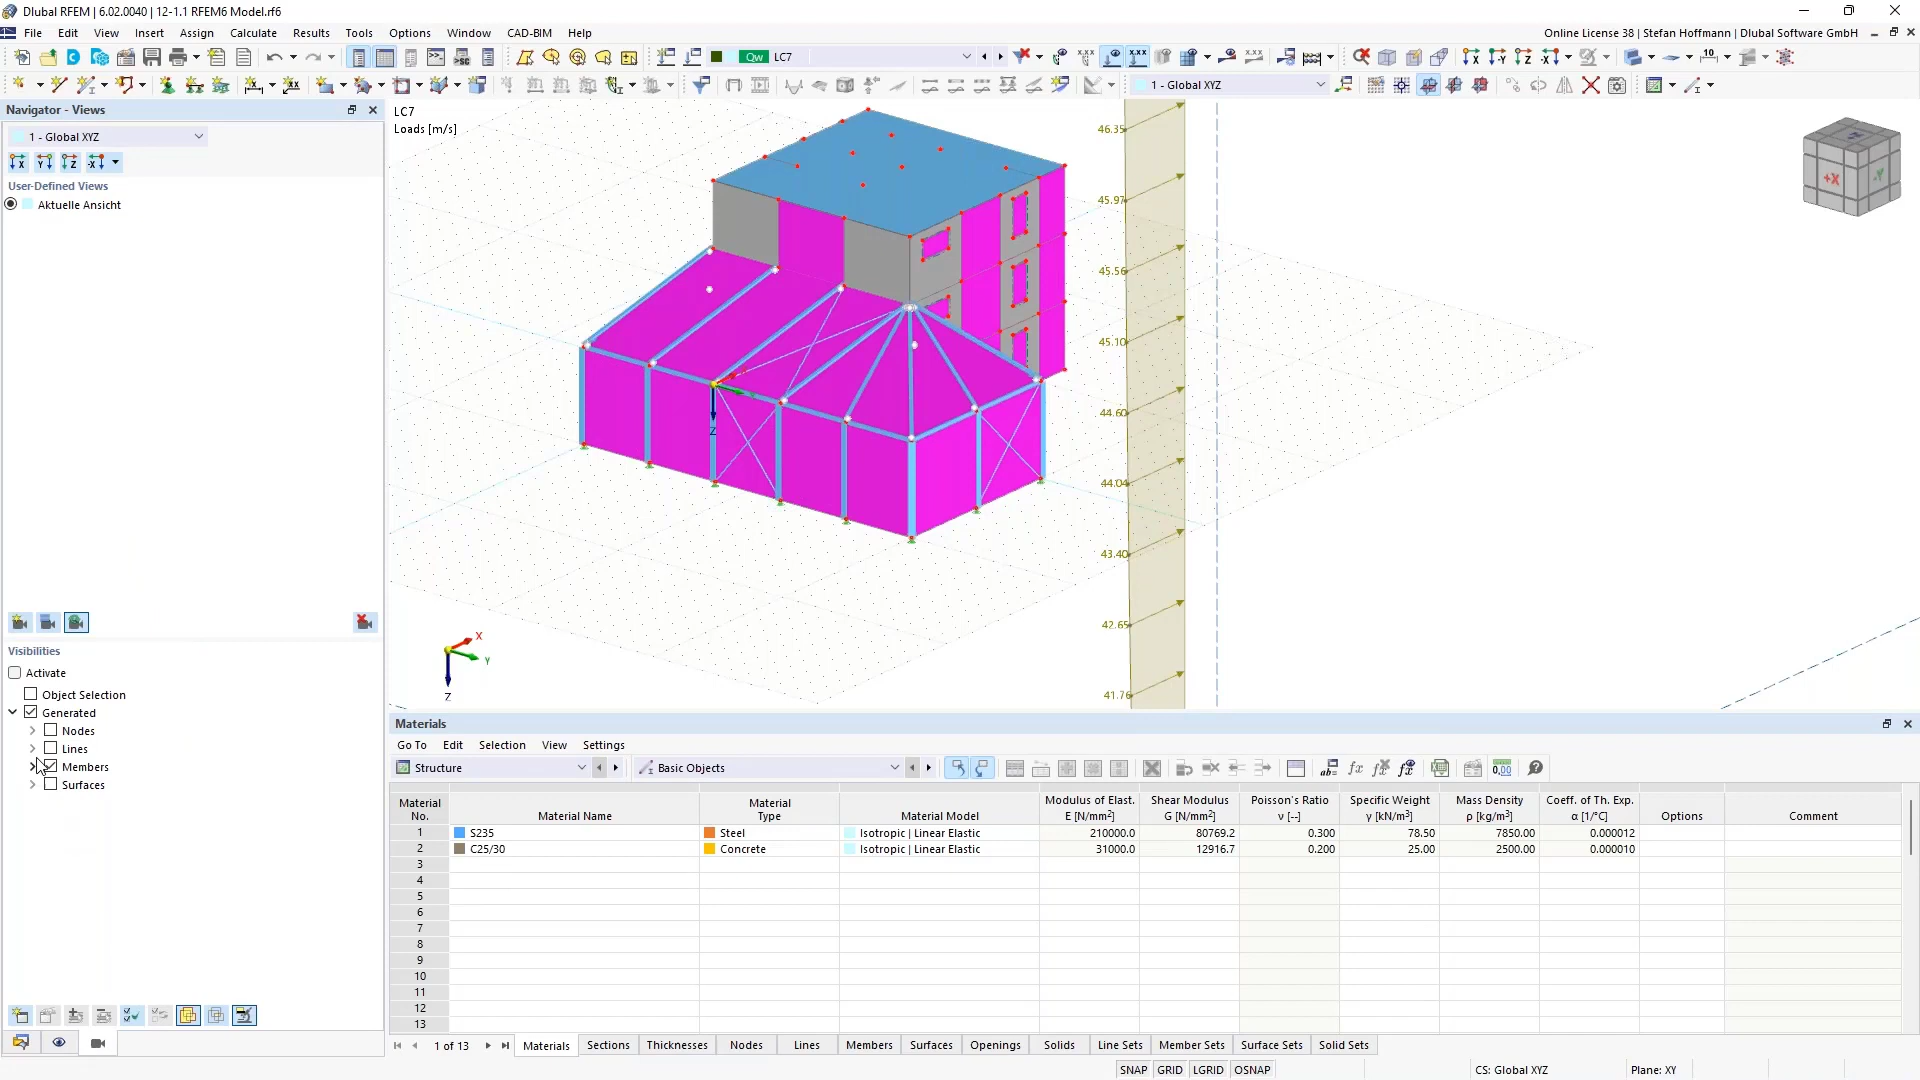 Dlubal RFEM | 6.02.0040 | 12-1.1 RFEM6 Model.rf6
File Edit View Insert Assign Calculate Results Tools Options Window CAD-BIM Help
Online License 38 | Stefan Hoffmann | Dlubal Software GmbH
Qw LC7
1 - Global XYZ
Navigator - Views
1 - Global XYZ
User-Defined Views
Aktuelle Ansicht
LC7
Loads [m/s]
46.35
45.97
45.56
45.10
44.60
44.04
43.40
42.65
41.76
+X
-Y
Z
X
Y
Z
Visibilities
Activate
Object Selection
Generated
Nodes
Lines
Members
Surfaces
Materials
Go To Edit Selection View Settings
Structure Basic Objects
Material No. Material Name Material Type Material Model Modulus of Elast. E [N/mm²] Shear Modulus G [N/mm²] Poisson's Ratio ν [--] Specific Weight γ [kN/m³] Mass Density ρ [kg/m³] Coeff. of Th. Exp. α [1/°C] Options Comment
1 S235 Steel Isotropic | Linear Elastic 210000.0 80769.2 0.300 78.50 7850.00 0.000012
2 C25/30 Concrete Isotropic | Linear Elastic 31000.0 12916.7 0.200 25.00 2500.00 0.000010
3
4
5
6
7
8
9
10
11
12
13
1 of 13 Materials Sections Thicknesses Nodes Lines Members Surfaces Openings Solids Line Sets Member Sets Surface Sets Solid Sets
SNAP GRID LGRID OSNAP CS: Global XYZ Plane: XY